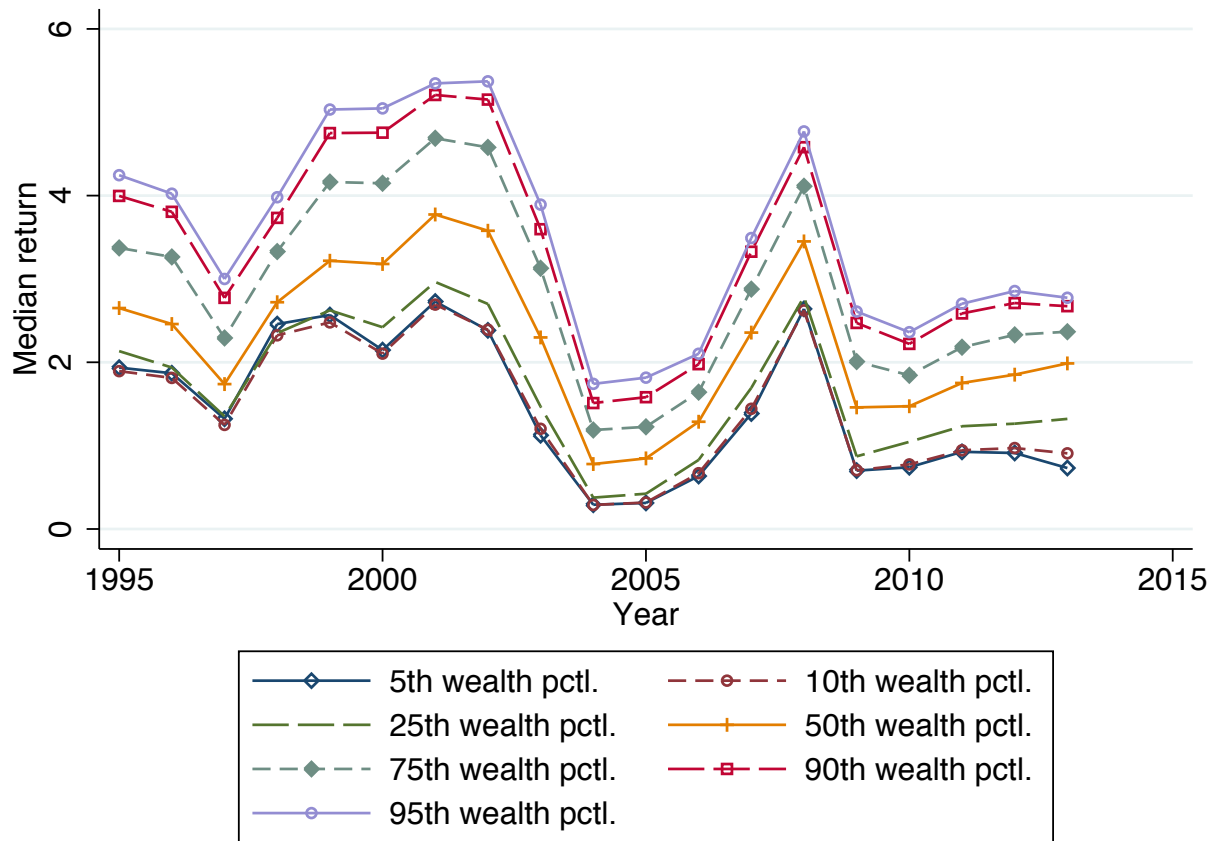 6
4
2
0
Median return
1995 2000 2005 2010 2015
Year
5th wealth pctl. 10th wealth pctl.
25th wealth pctl. 50th wealth pctl.
75th wealth pctl. 90th wealth pctl.
95th wealth pctl.